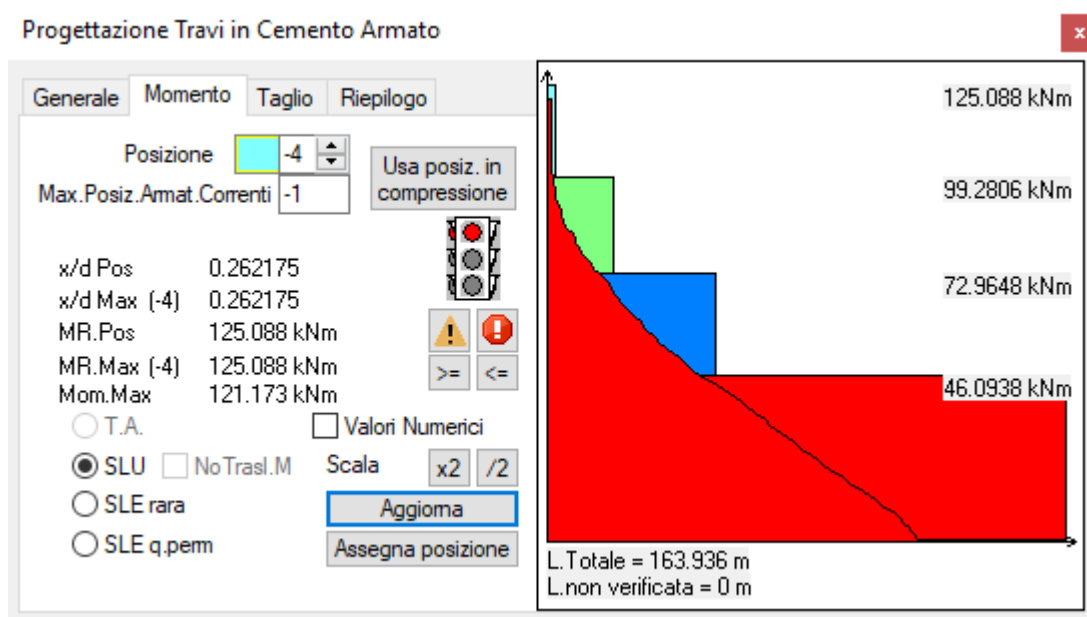 Progettazione Travi in Cemento Armato
x
Generale Momento Taglio Riepilogo
Posizione -4
Max.Posiz.Armat.Correnti -1
Usa posiz. in
compressione
x/d Pos 0.262175
x/d Max (-4) 0.262175
MR.Pos 125.088 kNm
MR.Max (-4) 125.088 kNm
>= <=
Mom.Max 121.173 kNm
T.A. Valori Numerici
SLU NoTrasl.M Scala x2 /2
SLE rara Aggiorna
SLE q.perm Assegna posizione
125.088 kNm
99.2806 kNm
72.9648 kNm
46.0938 kNm
L.Totale = 163.936 m
L.non verificata = 0 m